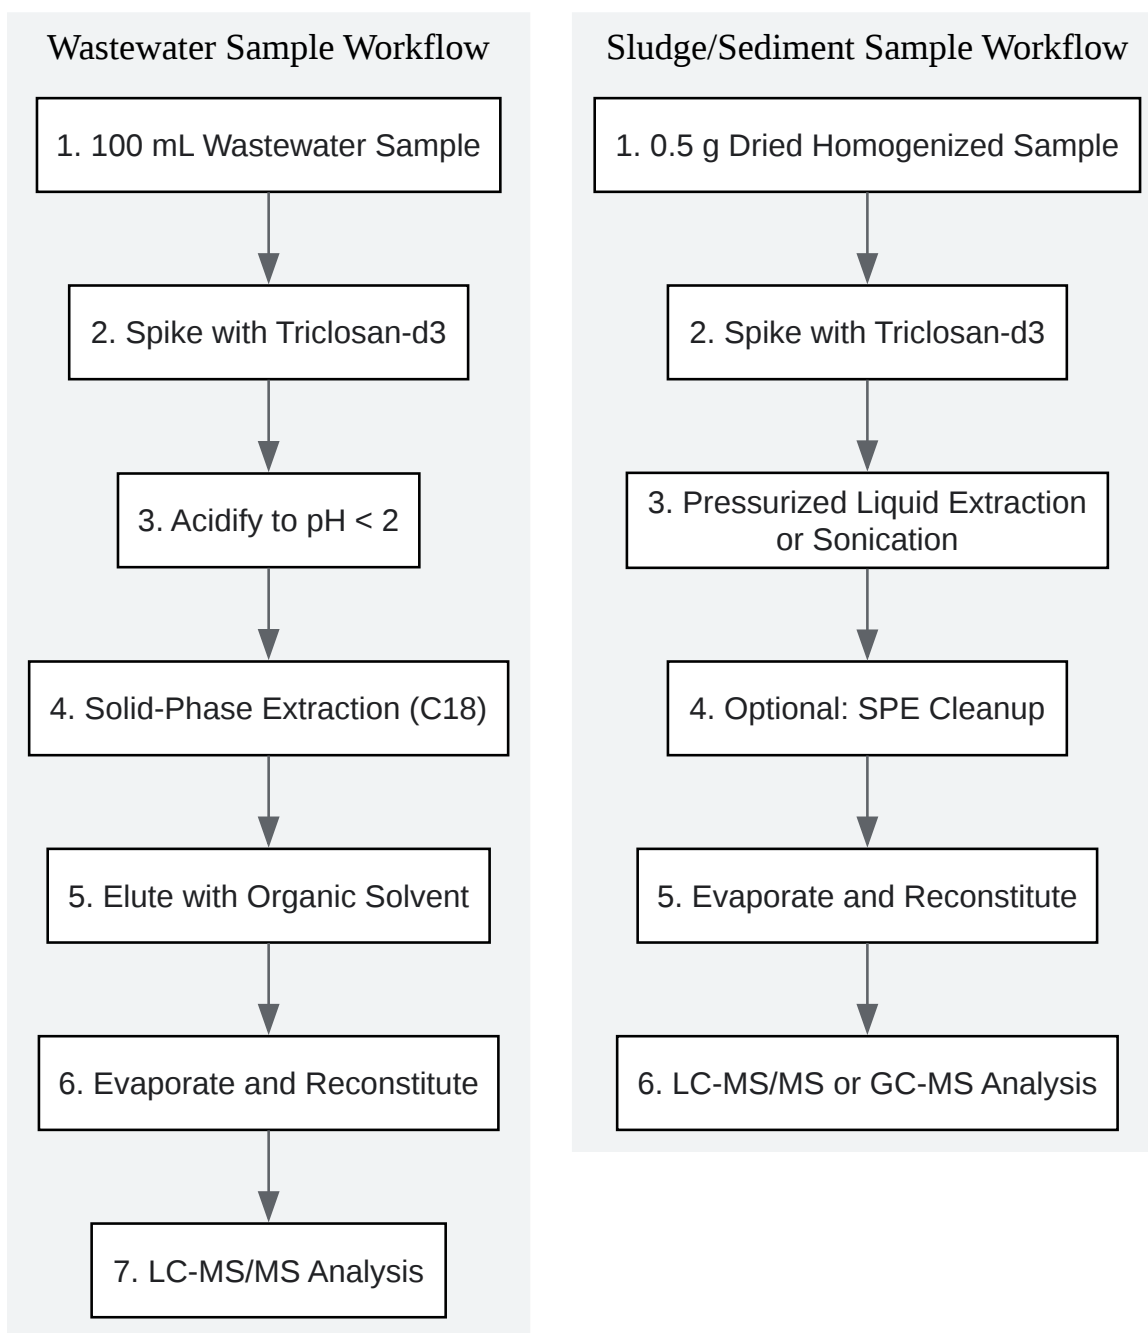 Wastewater Sample Workflow
1. 100 mL Wastewater Sample
2. Spike with Triclosan-d3
3. Acidify to pH < 2
4. Solid-Phase Extraction (C18)
5. Elute with Organic Solvent
6. Evaporate and Reconstitute
7. LC-MS/MS Analysis
Sludge/Sediment Sample Workflow
1. 0.5 g Dried Homogenized Sample
2. Spike with Triclosan-d3
3. Pressurized Liquid Extraction
or Sonication
4. Optional: SPE Cleanup
5. Evaporate and Reconstitute
6. LC-MS/MS or GC-MS Analysis